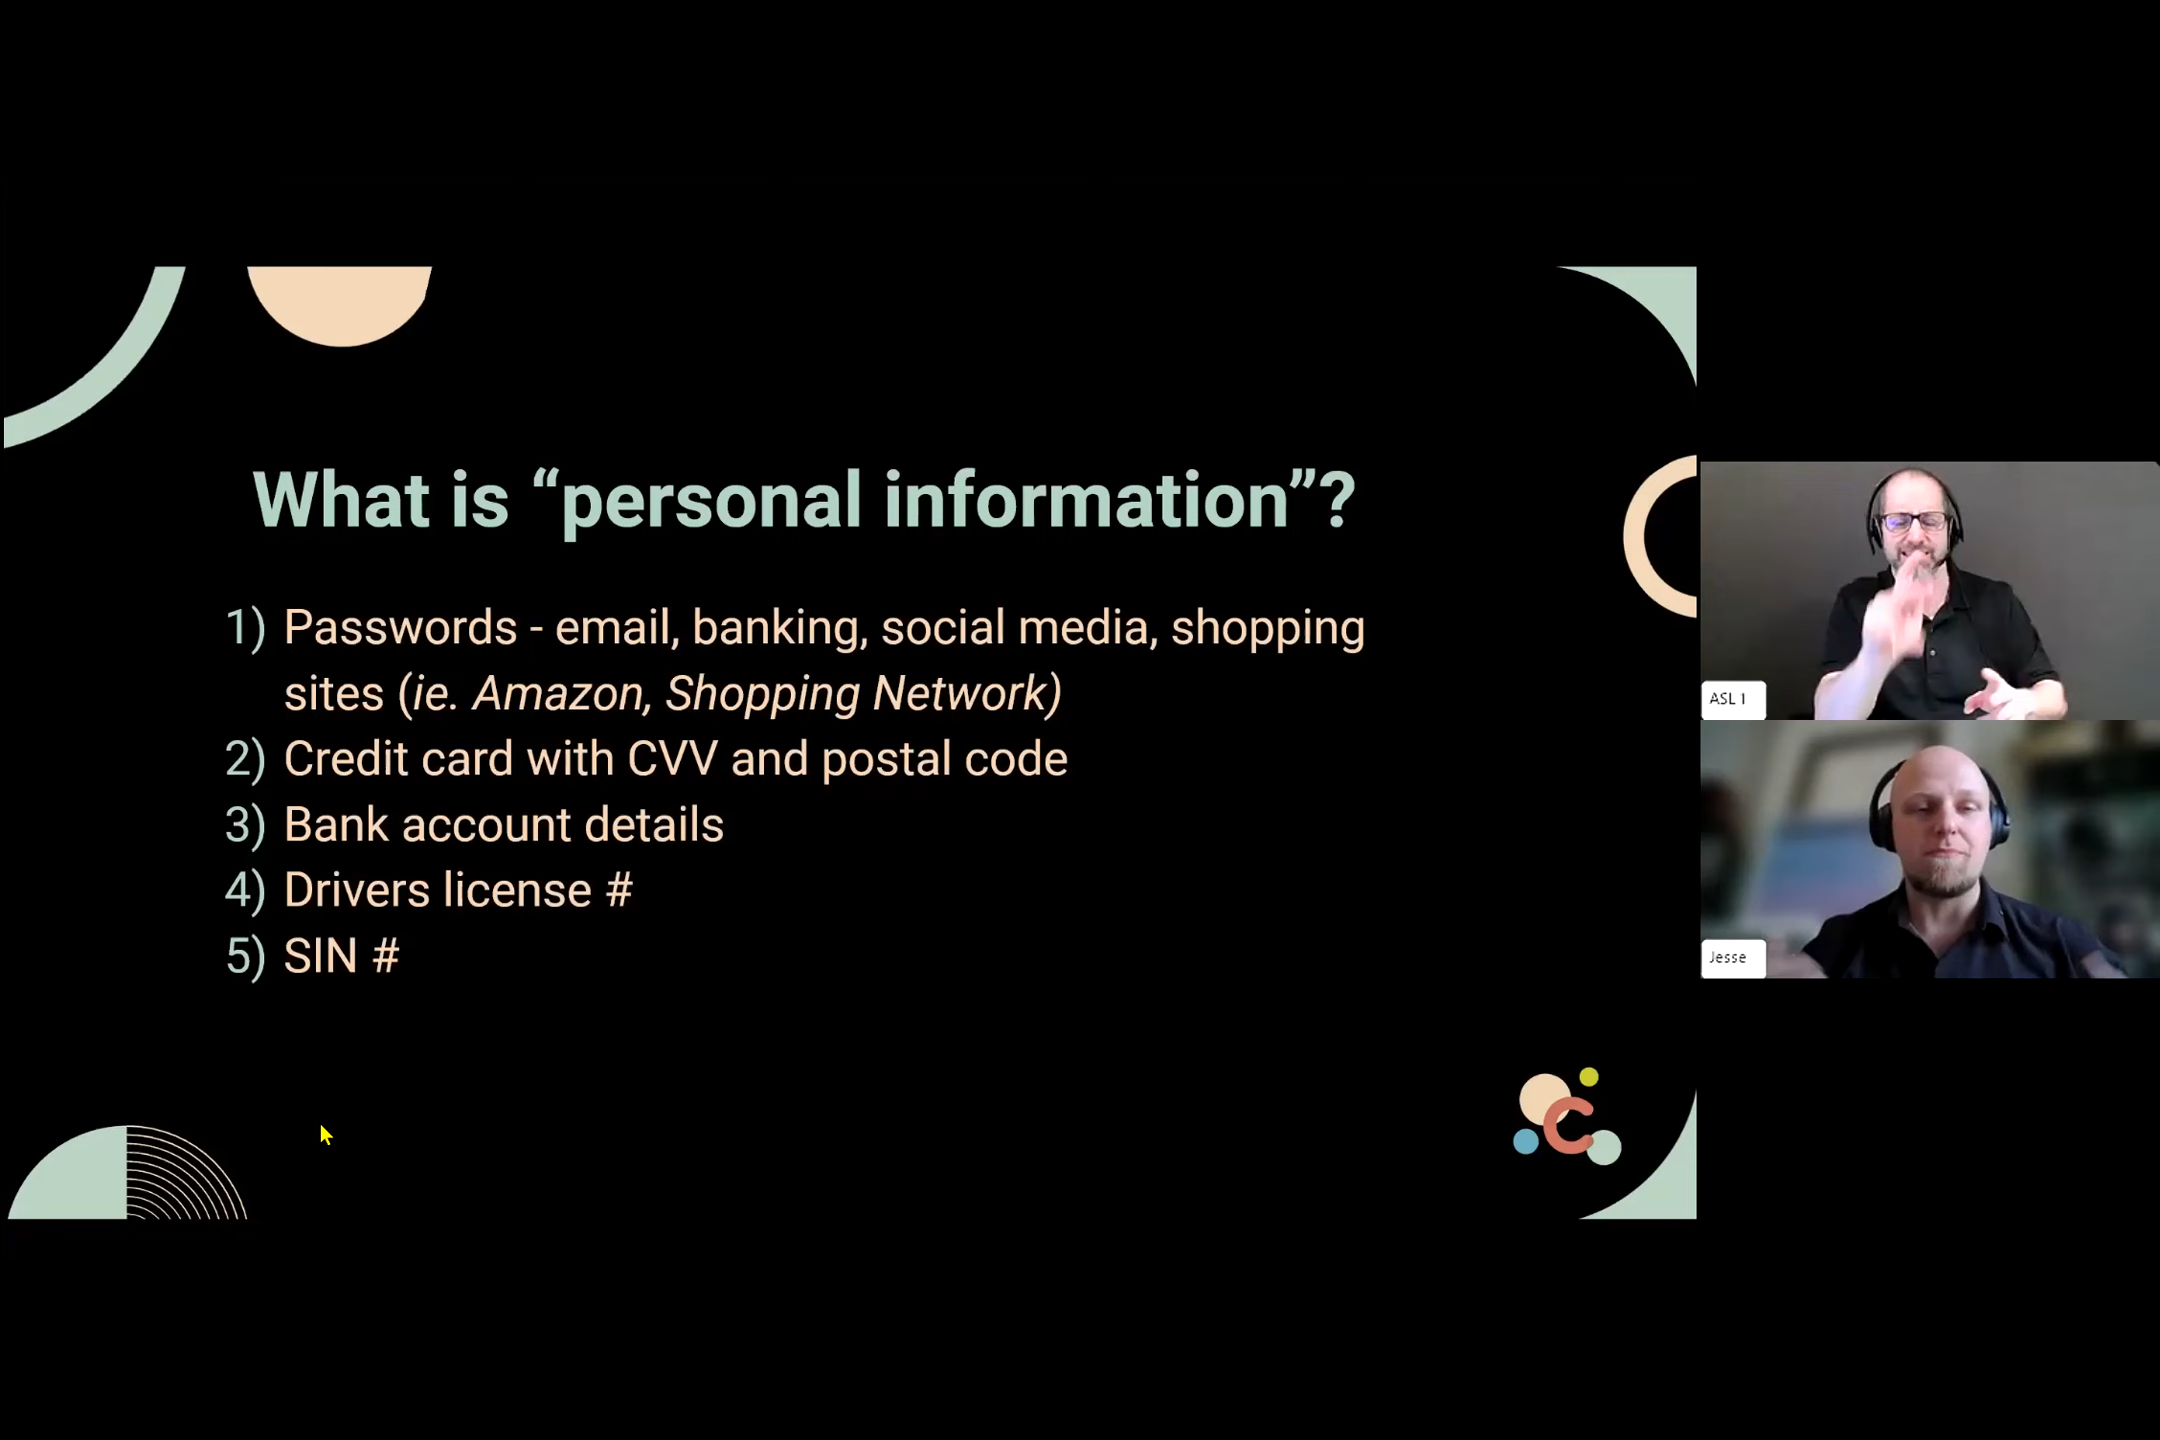 What is “personal information”?
1) Passwords - email, banking, social media, shopping
sites (ie. Amazon, Shopping Network)
2) Credit card with CVV and postal code
3) Bank account details
4) Drivers license #
5) SIN #
ASL 1
Jesse